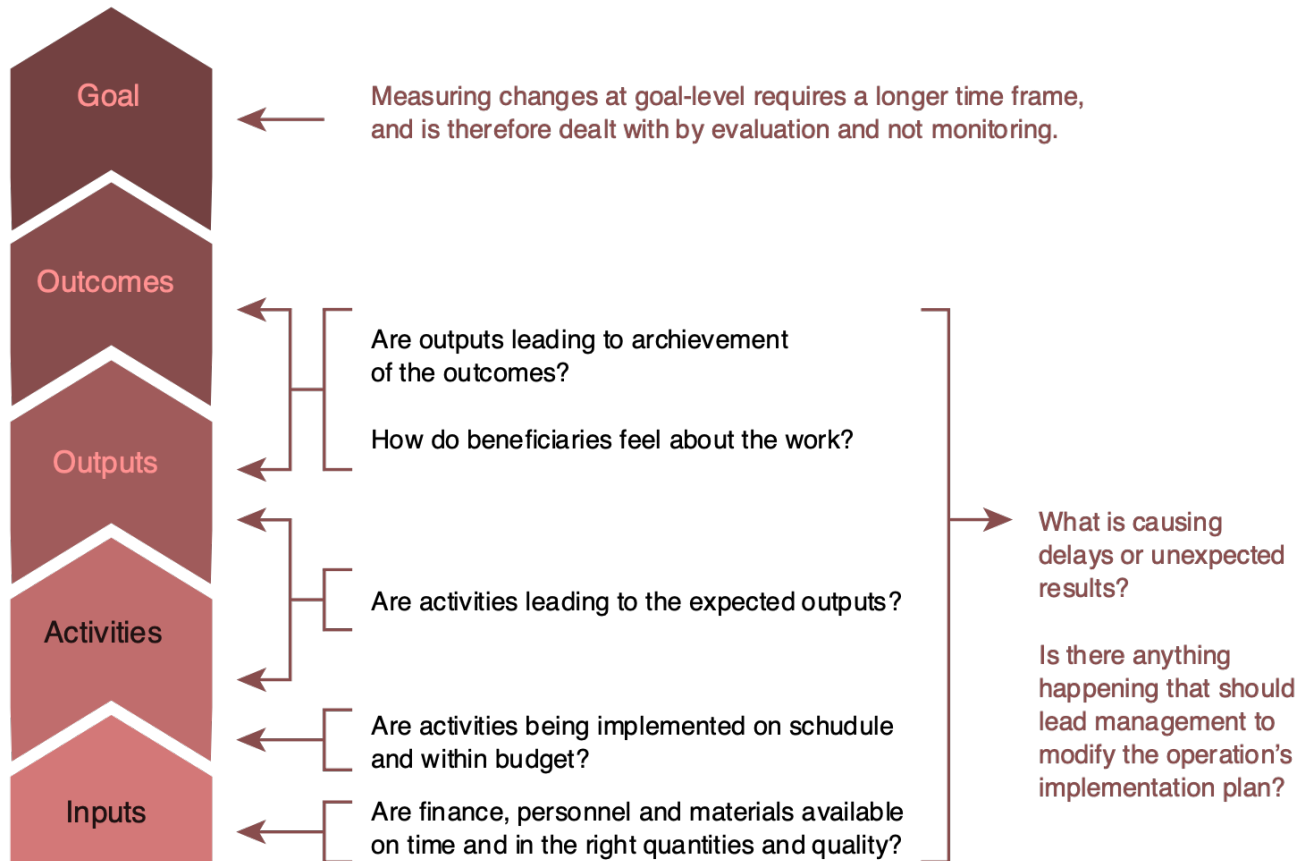 Goal
Measuring changes at goal-level requires a longer time frame,
and is therefore dealt with by evaluation and not monitoring.
Outcomes
Are outputs leading to archievement
of the outcomes?
How do beneficiaries feel about the work?
Outputs
Are activities leading to the expected outputs?
Activities
Are activities being implemented on schudule
and within budget?
Inputs
Are finance, personnel and materials available
on time and in the right quantities and quality?
What is causing
delays or unexpected
results?
Is there anything
happening that should
lead management to
modify the operation's
implementation plan?